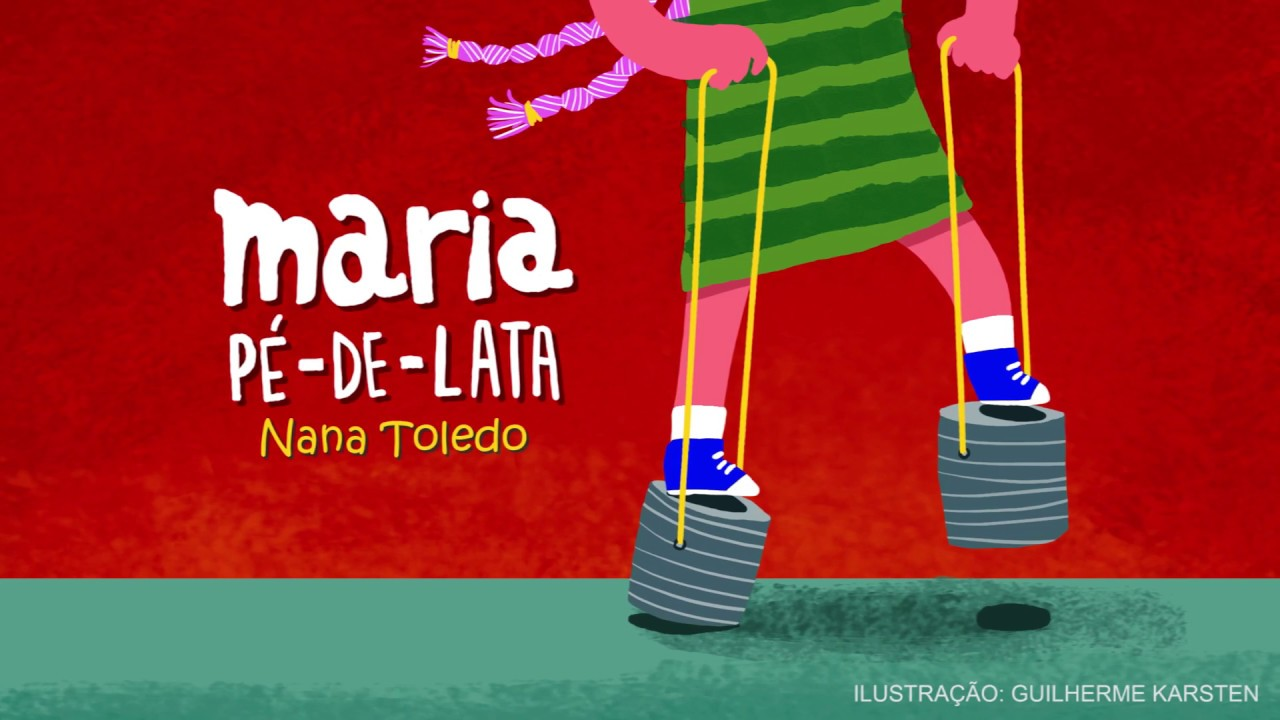 maria
PÉ-DE-LATA
Nana Toledo
ILUSTRAÇÃO: GUILHERME KARSTEN